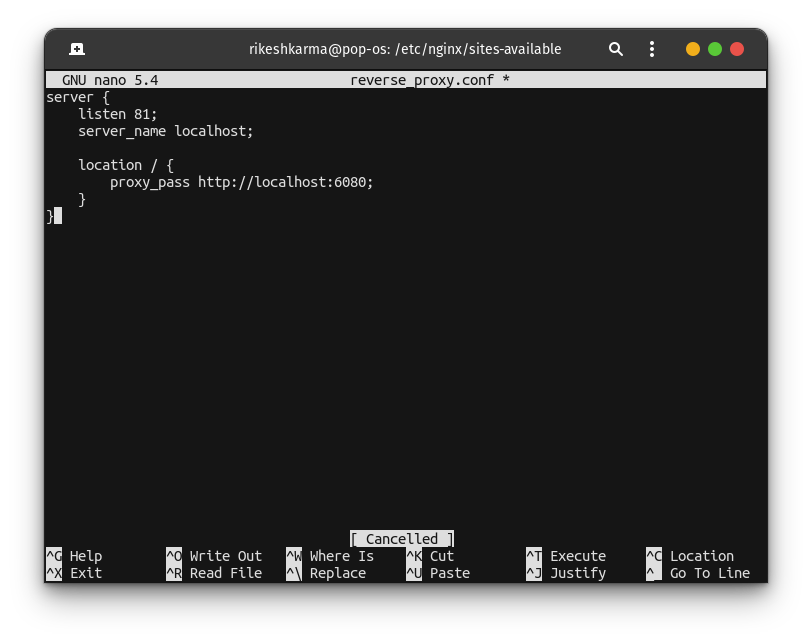 rikeshkarma@pop-os: /etc/nginx/sites-available
GNU nano 5.4 reverse_proxy.conf *
server {
    listen 81;
    server_name localhost;

    location / {
        proxy_pass http://localhost:6080;
    }
}
[ Cancelled ]
^G Help ^O Write Out ^W Where Is ^K Cut ^T Execute ^C Location
^X Exit ^R Read File ^\ Replace ^U Paste ^J Justify ^_ Go To Line